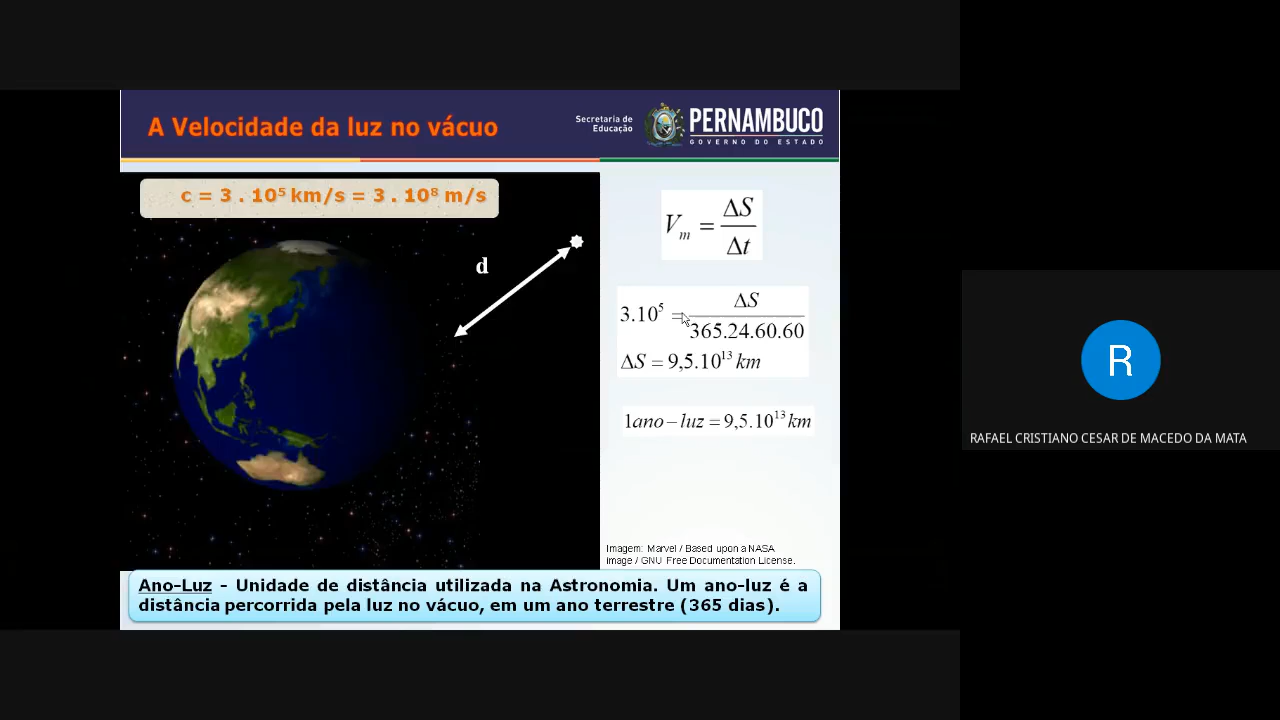 A Velocidade da luz no vácuo
Secretaria de
Educação
PERNAMBUCO
GOVERNO DO ESTADO
c = 3 . 10⁵ km/s = 3 . 10⁸ m/s
d
Vₘ = ΔS / Δt
3.10⁵ = ΔS / 365.24.60.60
ΔS = 9,5.10¹³ km
1ano – luz = 9,5.10¹³ km
Imagem: Marvel / Based upon a NASA
image / GNU Free Documentation License.
Ano-Luz - Unidade de distância utilizada na Astronomia. Um ano-luz é a
distância percorrida pela luz no vácuo, em um ano terrestre (365 dias).
R
RAFAEL CRISTIANO CESAR DE MACEDO DA MATA